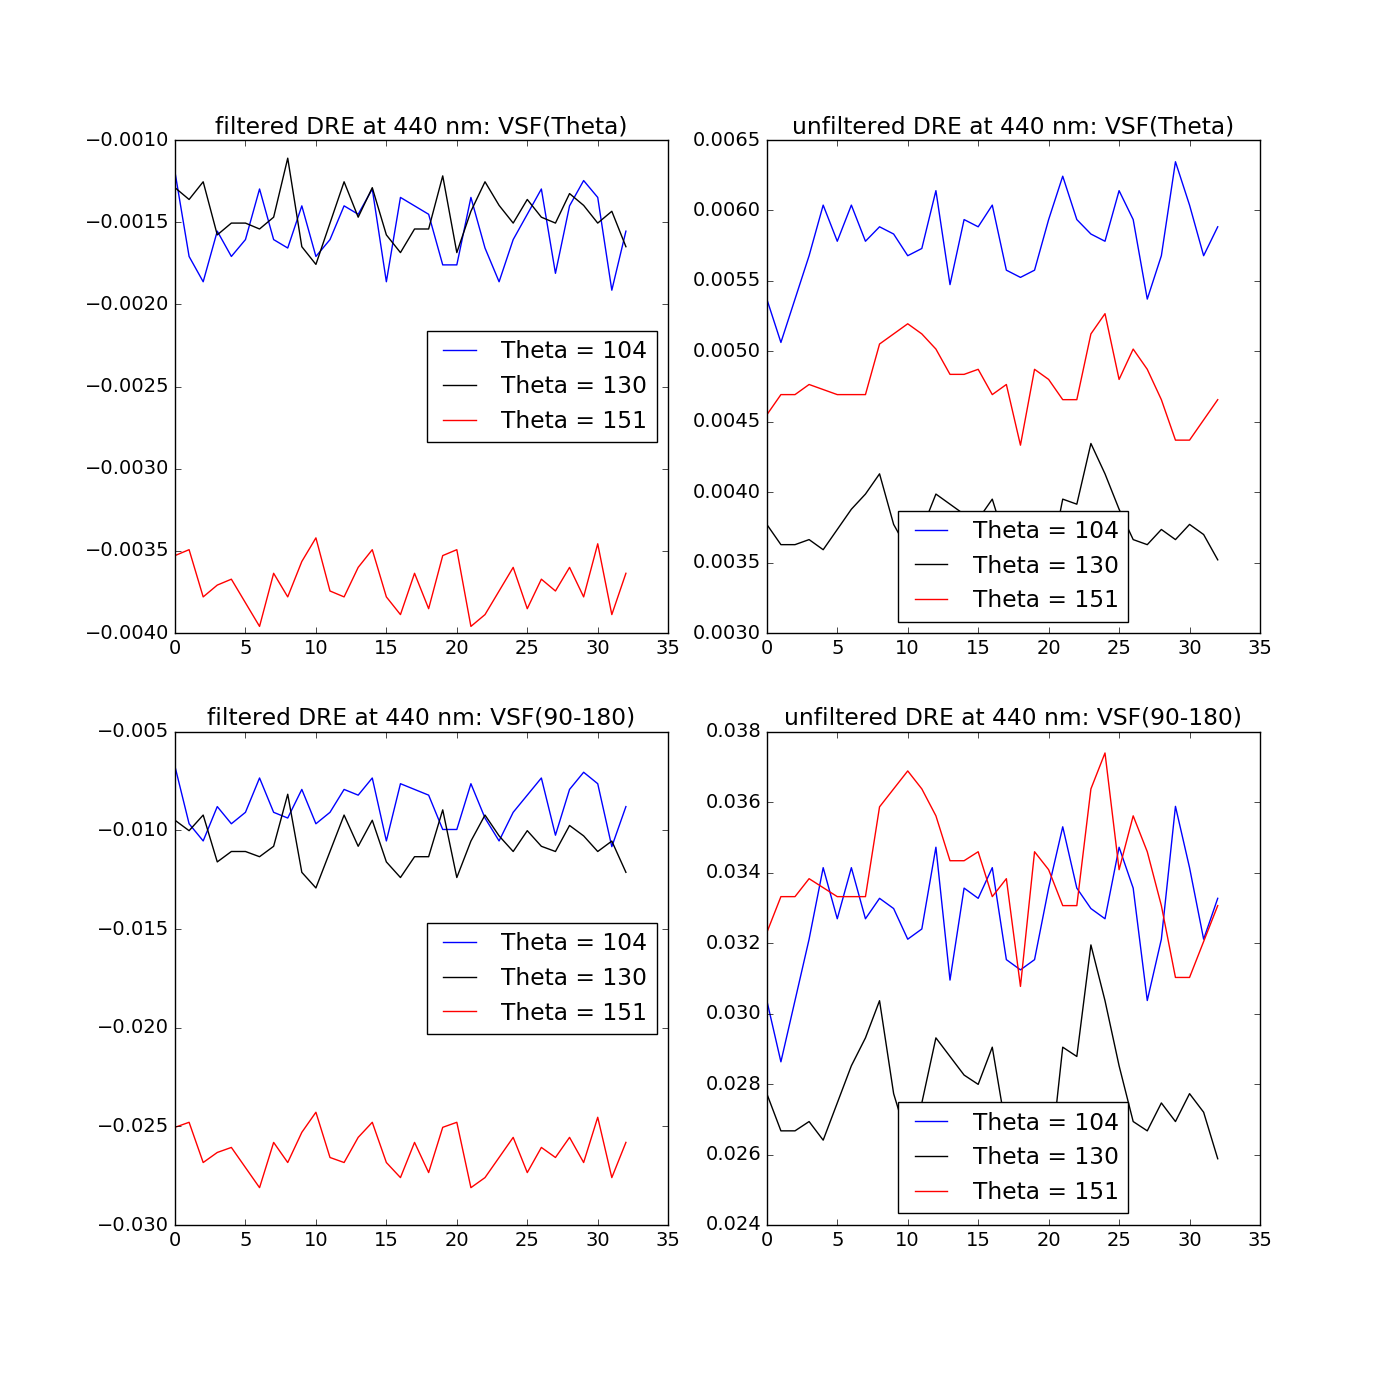 filtered DRE at 440 nm: VSF(Theta)
−0.0010
−0.0015
−0.0020
−0.0025
−0.0030
−0.0035
−0.0040
0 5 10 15 20 25 30 35
Theta = 104
Theta = 130
Theta = 151
unfiltered DRE at 440 nm: VSF(Theta)
0.0065
0.0060
0.0055
0.0050
0.0045
0.0040
0.0035
0.0030
0 5 10 15 20 25 30 35
Theta = 104
Theta = 130
Theta = 151
filtered DRE at 440 nm: VSF(90-180)
−0.005
−0.010
−0.015
−0.020
−0.025
−0.030
0 5 10 15 20 25 30 35
Theta = 104
Theta = 130
Theta = 151
unfiltered DRE at 440 nm: VSF(90-180)
0.038
0.036
0.034
0.032
0.030
0.028
0.026
0.024
0 5 10 15 20 25 30 35
Theta = 104
Theta = 130
Theta = 151